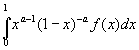 ∫₀¹ x^{a−1}(1−x)^{−a} f(x)dx